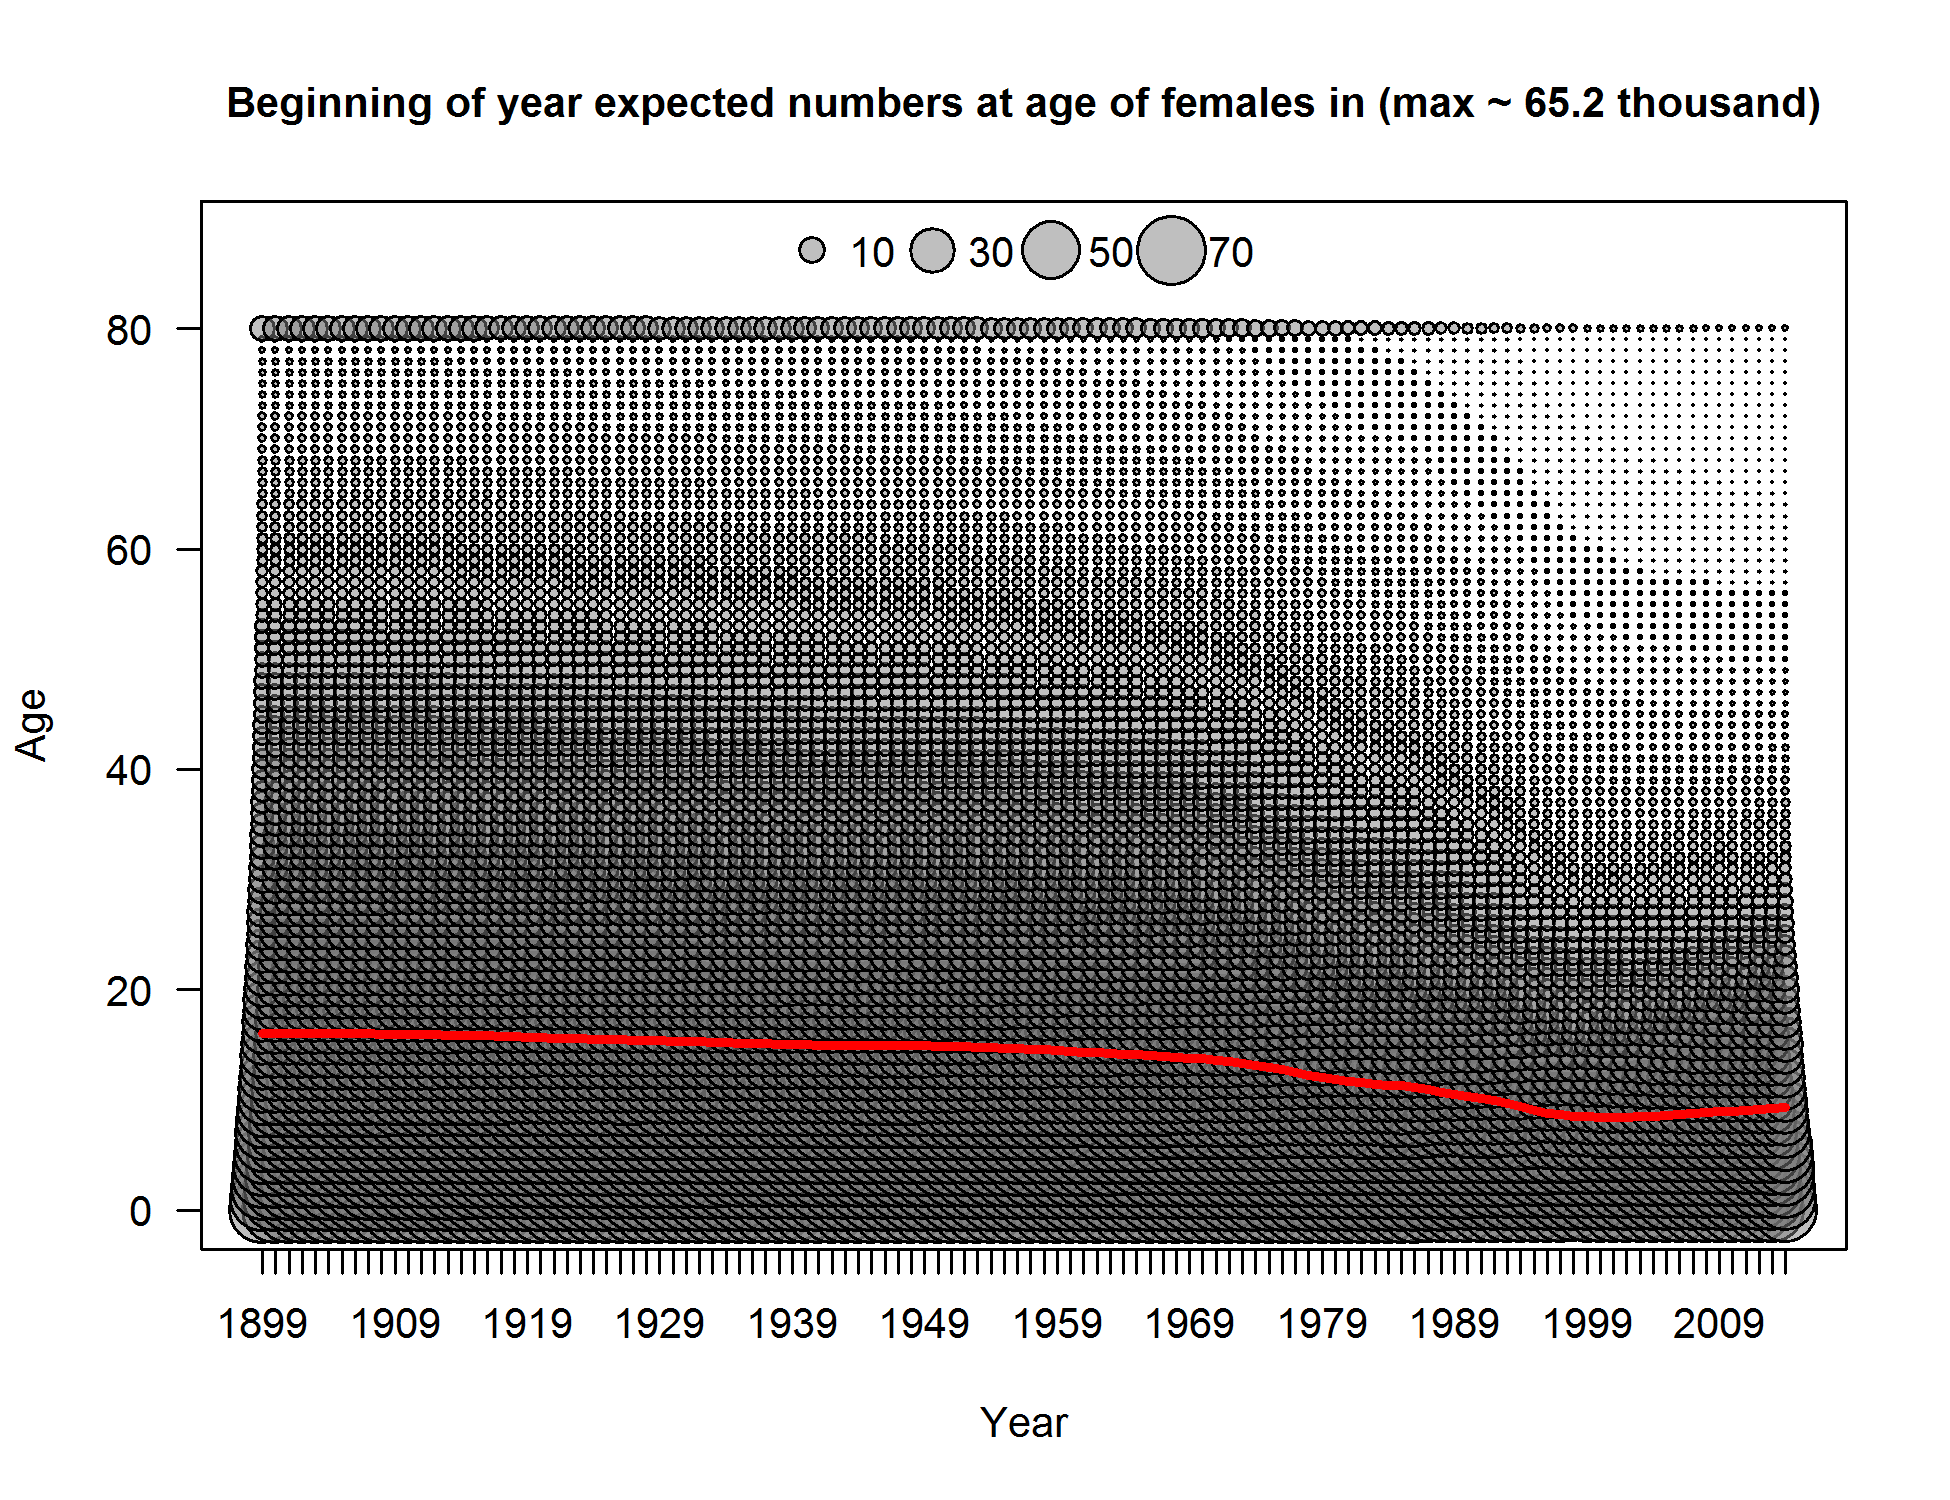 Beginning of year expected numbers at age of females in (max ~ 65.2 thousand)
10 30 50 70
80
60
40
20
0
Age
1899 1909 1919 1929 1939 1949 1959 1969 1979 1989 1999 2009
Year